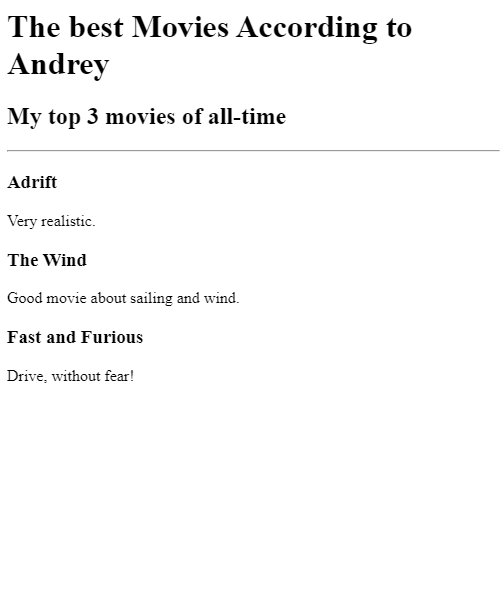 The best Movies According to
Andrey
My top 3 movies of all-time
Adrift
Very realistic.
The Wind
Good movie about sailing and wind.
Fast and Furious
Drive, without fear!